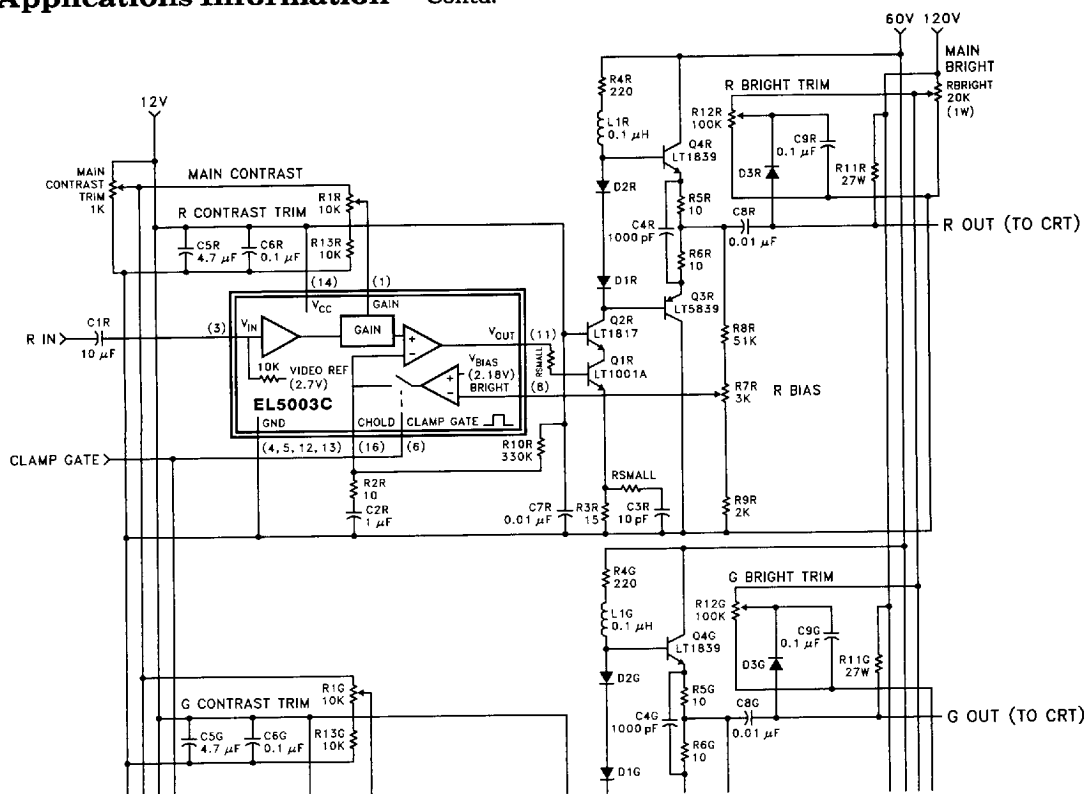 Applications Information — Contd.
60V 120V
MAIN
BRIGHT
RBRIGHT
20K
(1W)
R BRIGHT TRIM
R12R
100K
C9R
0.1 µF
D3R
R11R
27W
R4R
220
L1R
0.1 µH
Q4R
LT1839
D2R
R5R
10
C4R
1000 pF
C8R
0.01 µF
R OUT (TO CRT)
R6R
10
D1R
Q3R
LT5839
12V
MAIN
CONTRAST
TRIM
1K
MAIN CONTRAST
R1R
10K
R CONTRAST TRIM
C5R
4.7 µF
C6R
0.1 µF
R13R
10K
(14)
(1)
VCC
GAIN
R IN
C1R
10 µF
(3)
VIN
GAIN
VOUT
(11)
RSMALL
Q2R
LT1817
Q1R
LT1001A
R8R
51K
10K
VIDEO REF
(2.7V)
VBIAS
(2.18V)
BRIGHT
(8)
R7R
3K
R BIAS
EL5003C
GND
CHOLD
CLAMP GATE
(4, 5, 12, 13)
(16)
(6)
R10R
330K
CLAMP GATE
R2R
10
C2R
1 µF
RSMALL
C7R
0.01 µF
R3R
15
C3R
10 pF
R9R
2K
R4G
220
L1G
0.1 µH
G BRIGHT TRIM
R12G
100K
C9G
0.1 µF
Q4G
LT1839
D3G
R11G
27W
D2G
R5G
10
C4G
1000 pF
C8G
0.01 µF
G OUT (TO CRT)
R6G
10
D1G
R1G
10K
G CONTRAST TRIM
C5G
4.7 µF
C6G
0.1 µF
R13G
10K